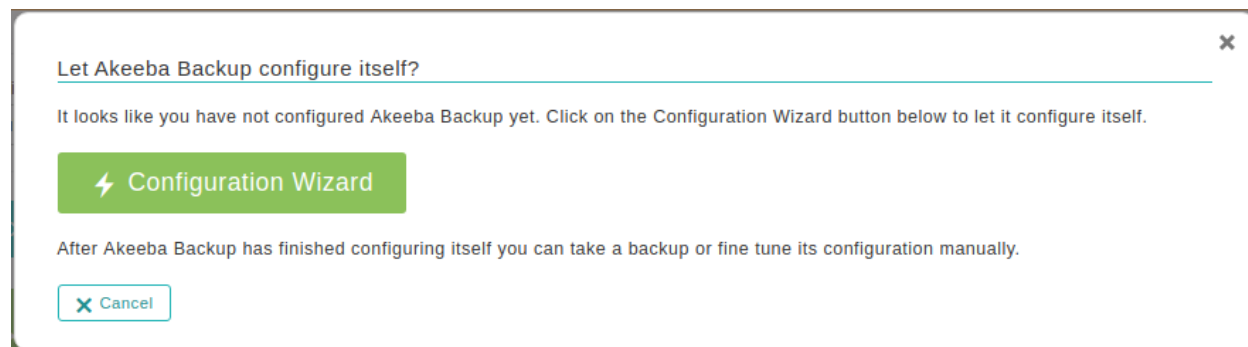 Let Akeeba Backup configure itself?
It looks like you have not configured Akeeba Backup yet. Click on the Configuration Wizard button below to let it configure itself.
Configuration Wizard
After Akeeba Backup has finished configuring itself you can take a backup or fine tune its configuration manually.
Cancel